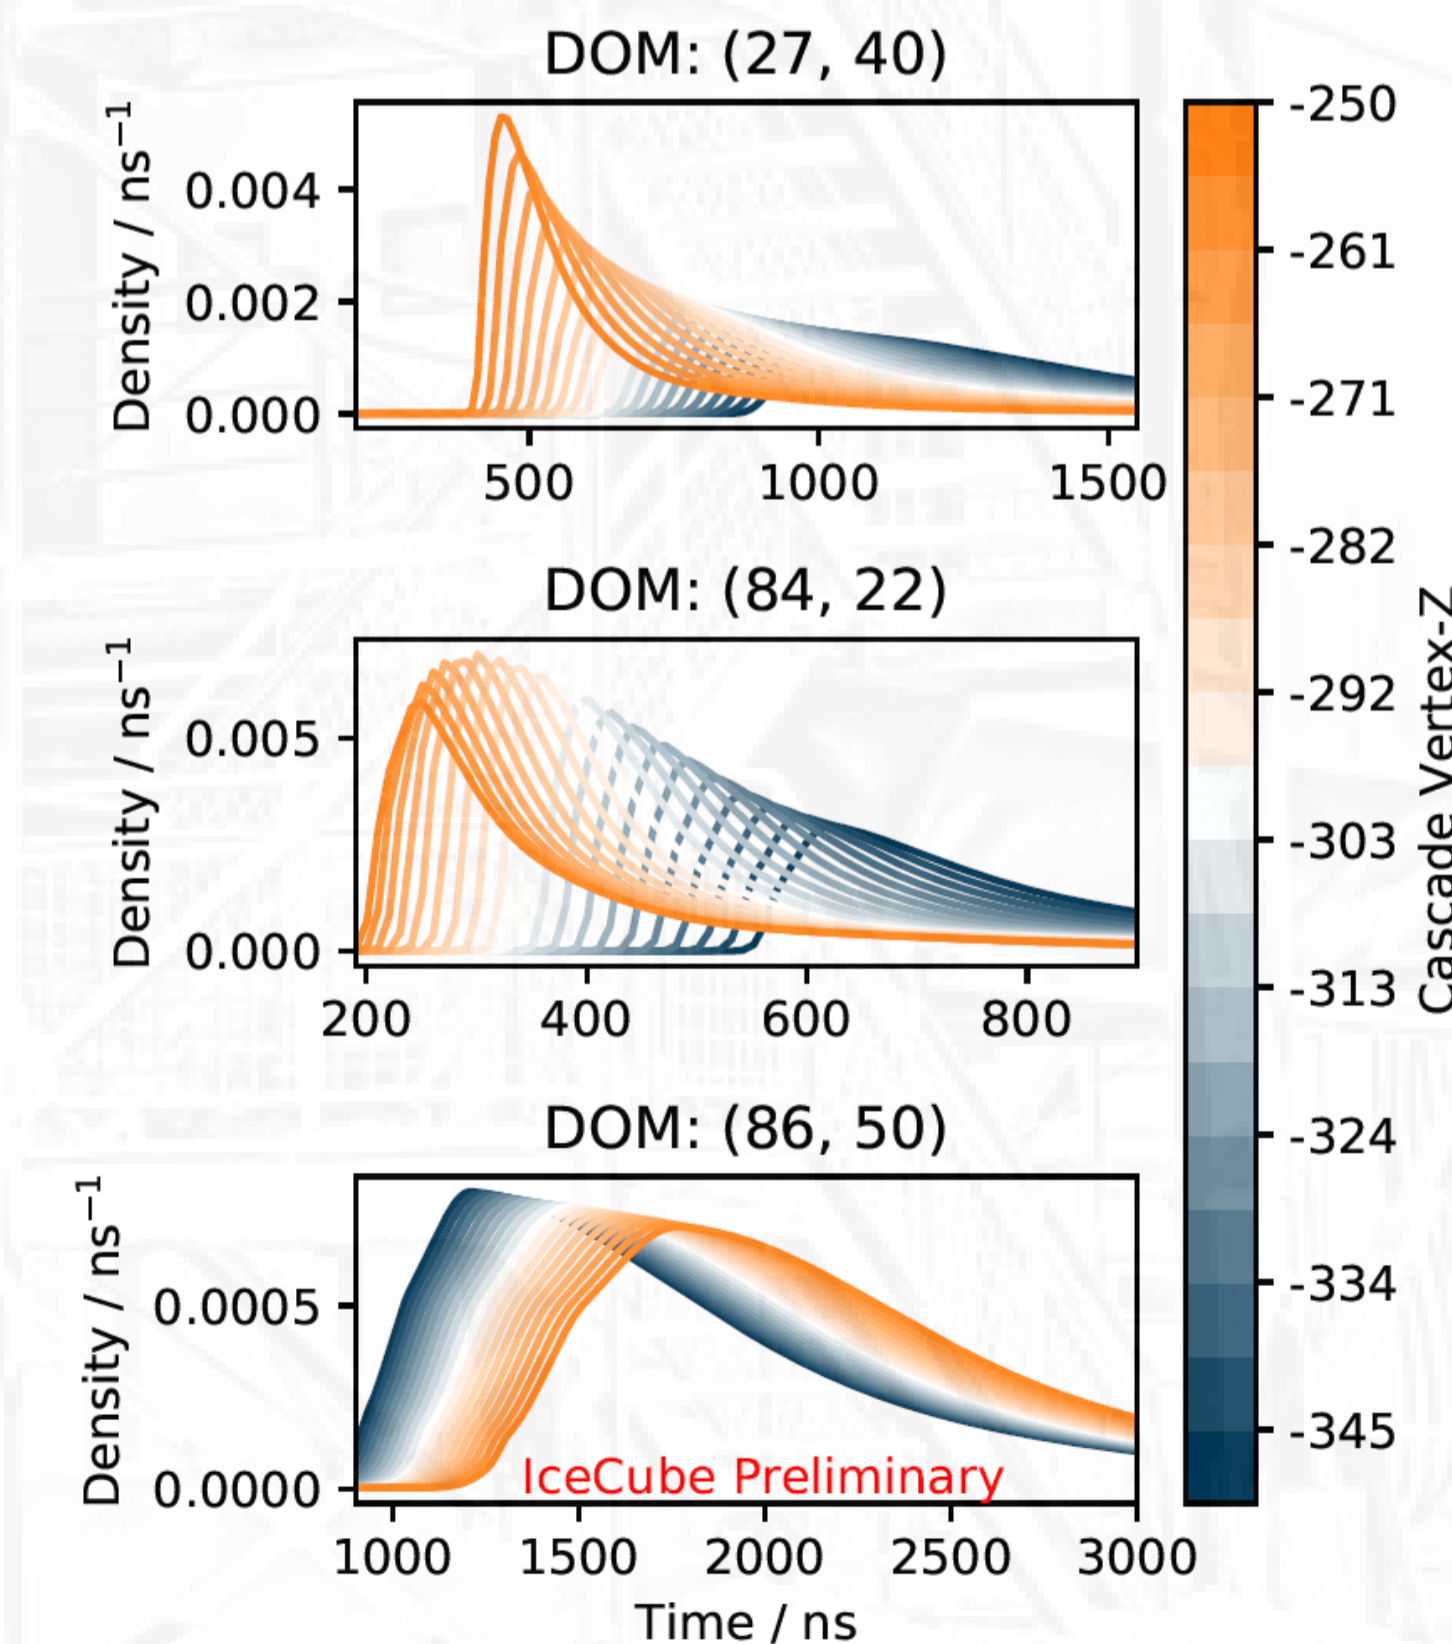 DOM: (27, 40)
Density / ns⁻¹
0.004
0.002
0.000
500 1000 1500
DOM: (84, 22)
Density / ns⁻¹
0.005
0.000
200 400 600 800
DOM: (86, 50)
Density / ns⁻¹
0.0005
0.0000
IceCube Preliminary
1000 1500 2000 2500 3000
Time / ns
-250
-261
-271
-282
-292
-303
-313
-324
-334
-345
Cascade Vertex-Z